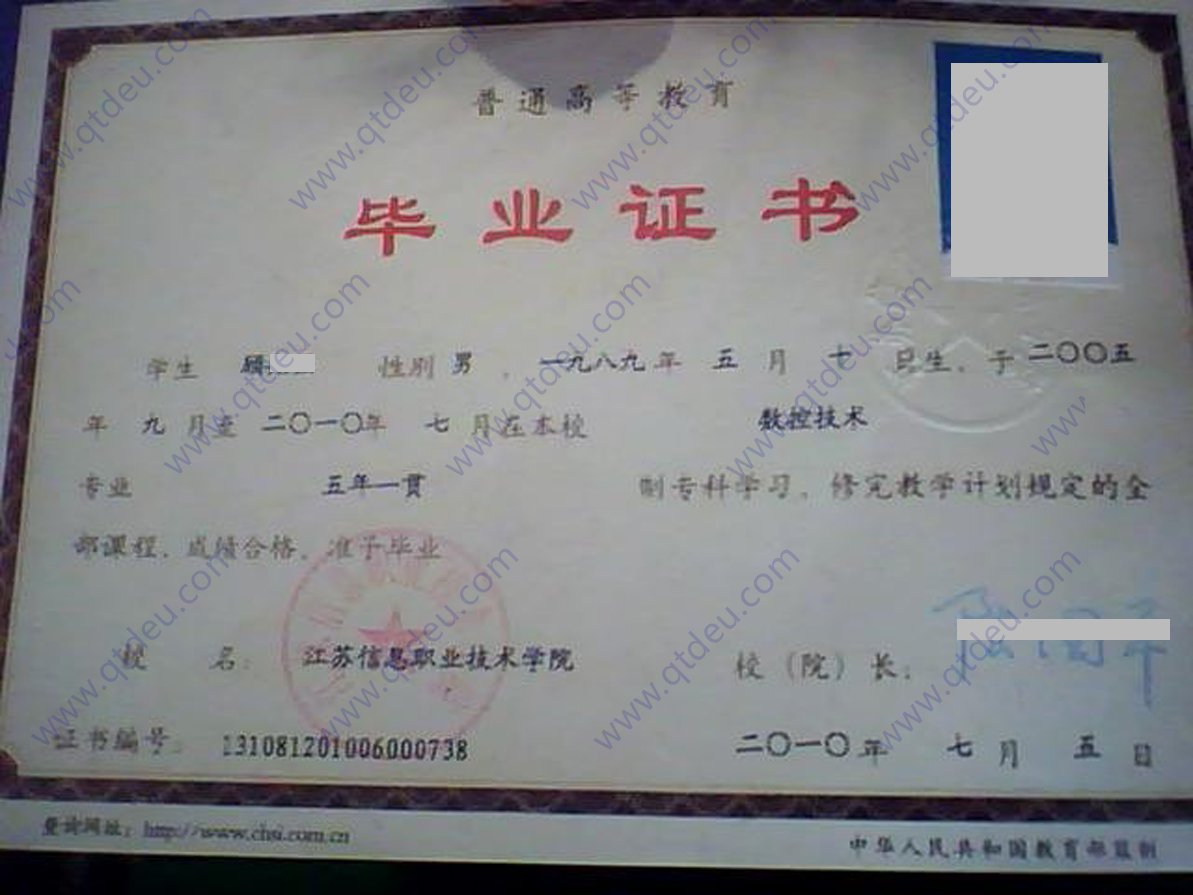 普通高等教育
毕业证书
学生 顾 性别 男 ，一九八九年 五 月 七 日生，于 二〇〇五
年 九 月至 二〇一〇年 七 月在本校 数控技术
专业 五年一贯 制专科学习，修完教学计划规定的全
部课程，成绩合格，准予毕业
校 名： 江苏信息职业技术学院 校（院）长：
证书编号： 131081201006000738 二〇一〇年 七 月 五 日
查询网址：http://www.chsi.com.cn 中华人民共和国教育部监制
www.qtdeu.com